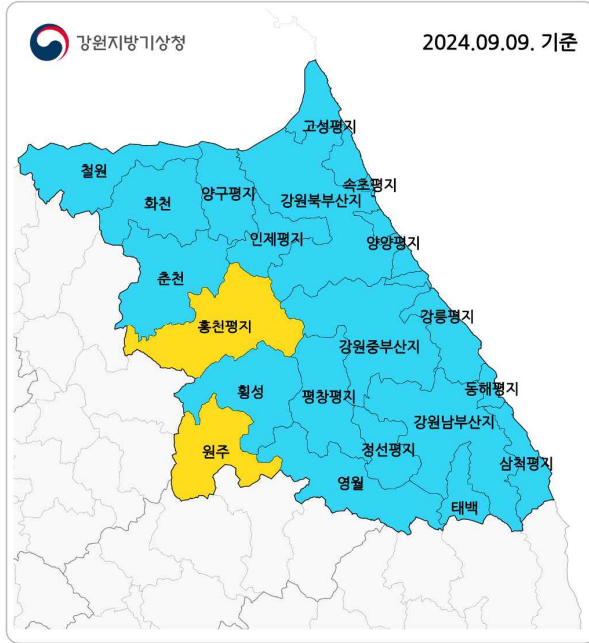 강원지방기상청
2024.09.09. 기준
고성평지
철원
속초평지
양구평지
화천
강원북부산지
인제평지
양양평지
춘천
강릉평지
홍천평지
강원중부산지
동해평지
횡성
평창평지
강원남부산지
원주
정선평지
삼척평지
영월
태백